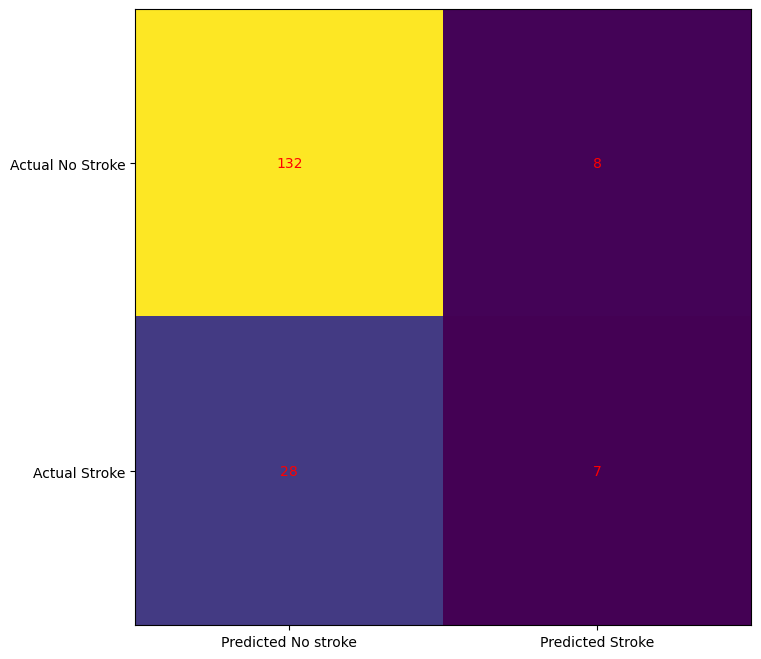 Actual No Stroke
132
8
Actual Stroke
28
7
Predicted No stroke
Predicted Stroke